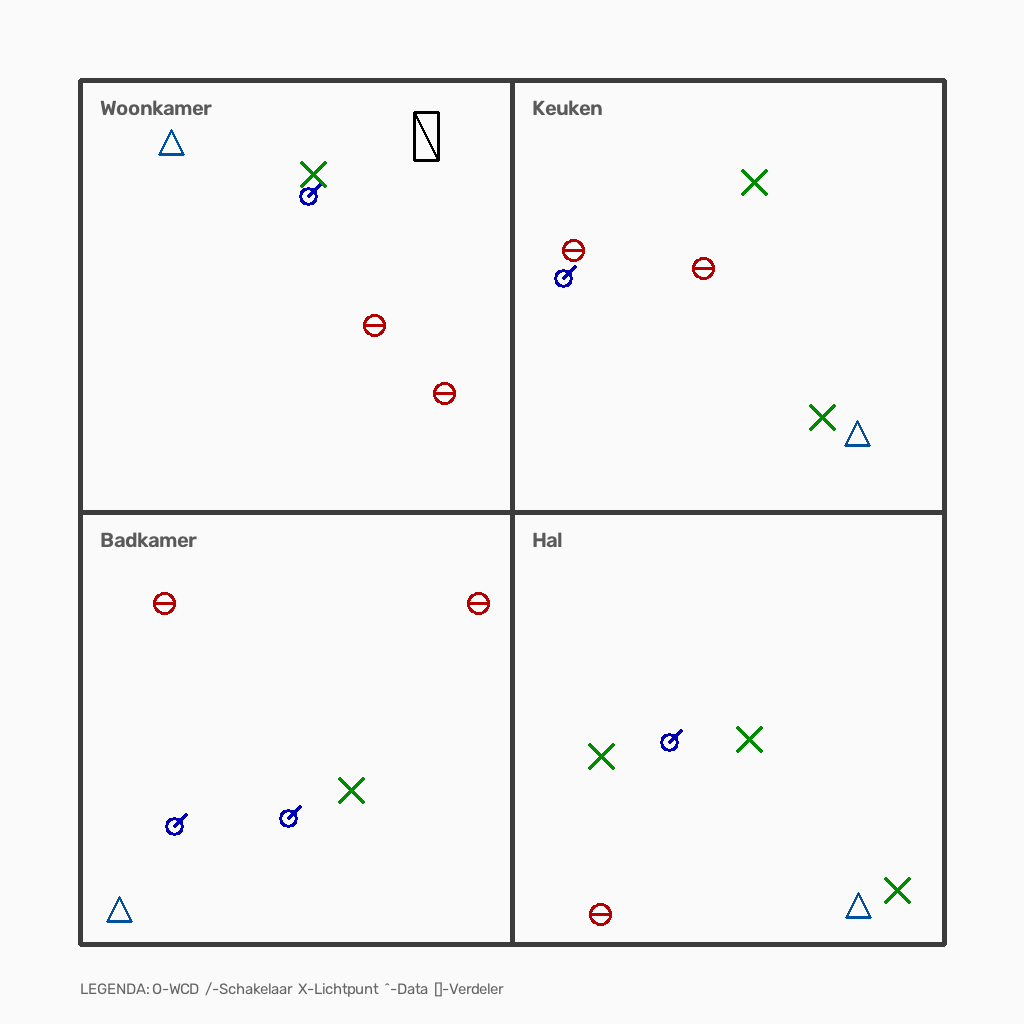 Woonkamer
Keuken
Badkamer
Hal
LEGENDA: O-WCD /-Schakelaar X-Lichtpunt ^-Data []-Verdeler